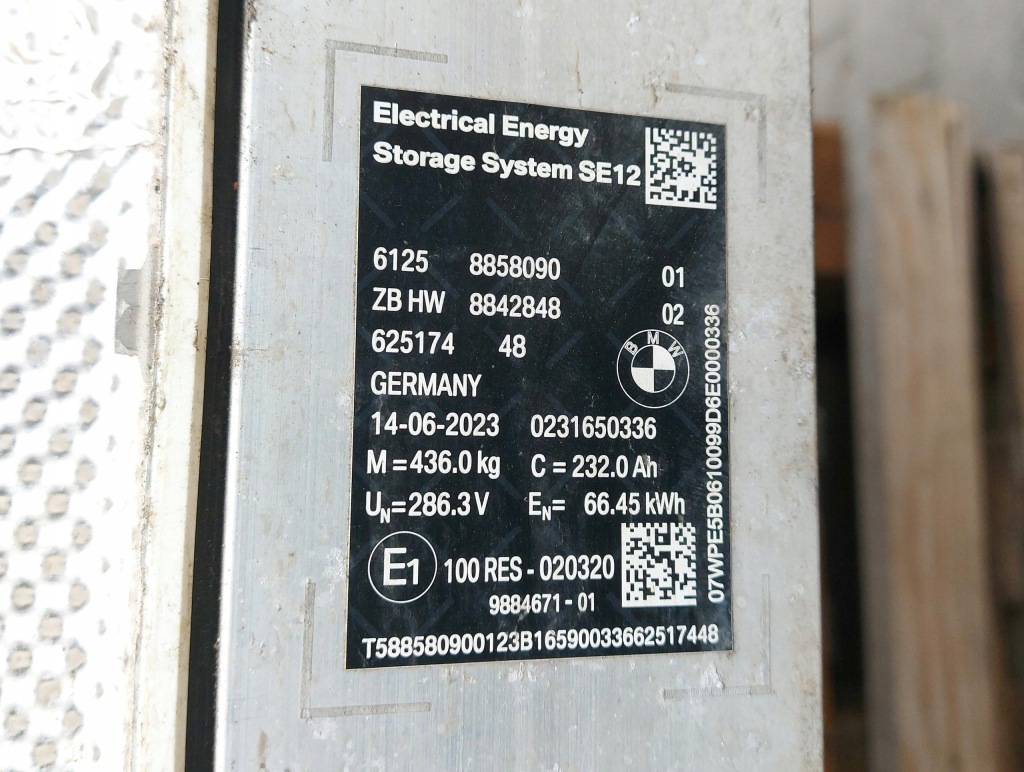 Electrical Energy
Storage System SE12
6125 8858090 01
ZB HW 8842848 02
625174 48
BMW
GERMANY
14-06-2023 0231650336
M = 436.0 kg C = 232.0 Ah
UN = 286.3 V EN = 66.45 kWh
E1 100 RES - 020320
9884671 - 01
T588580900123B16590033662517448
07WPE5B0610099D6E0000336